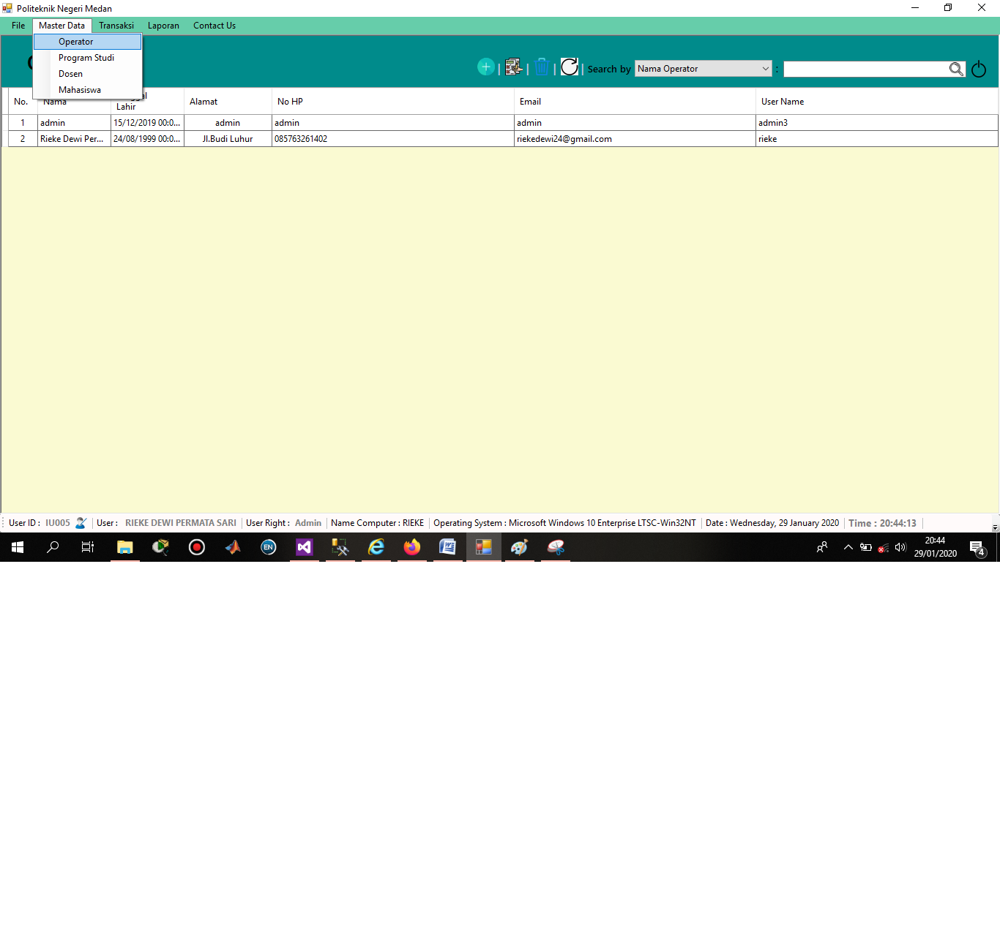 Politeknik Negeri Medan
File Master Data Transaksi Laporan Contact Us
Operator
Program Studi
Dosen
Mahasiswa
| | | | Search by Nama Operator :
No. Nama Lahir Alamat No HP Email User Name
1 admin 15/12/2019 00:0... admin admin admin admin3
2 Rieke Dewi Per... 24/08/1999 00:0... Jl.Budi Luhur 085763261402 riekedewi24@gmail.com rieke
User ID : IU005 User : RIEKE DEWI PERMATA SARI User Right : Admin Name Computer : RIEKE Operating System : Microsoft Windows 10 Enterprise LTSC-Win32NT Date : Wednesday, 29 January 2020 Time : 20:44:13
EN
20:44
29/01/2020
4